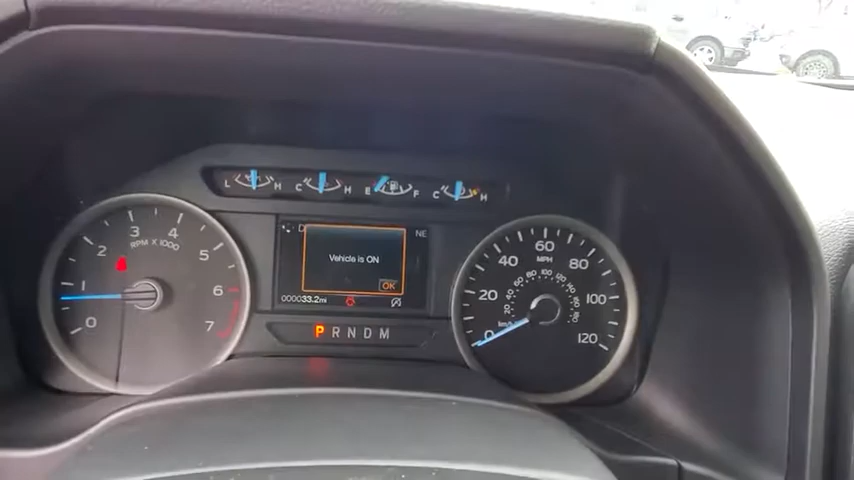 L H C H E F C H
NE
Vehicle is ON
OK
000033.2mi
P R N D M
RPM X 1000
0 1 2 3 4 5 6 7
MPH
0 20 40 60 80 100 120
km/h